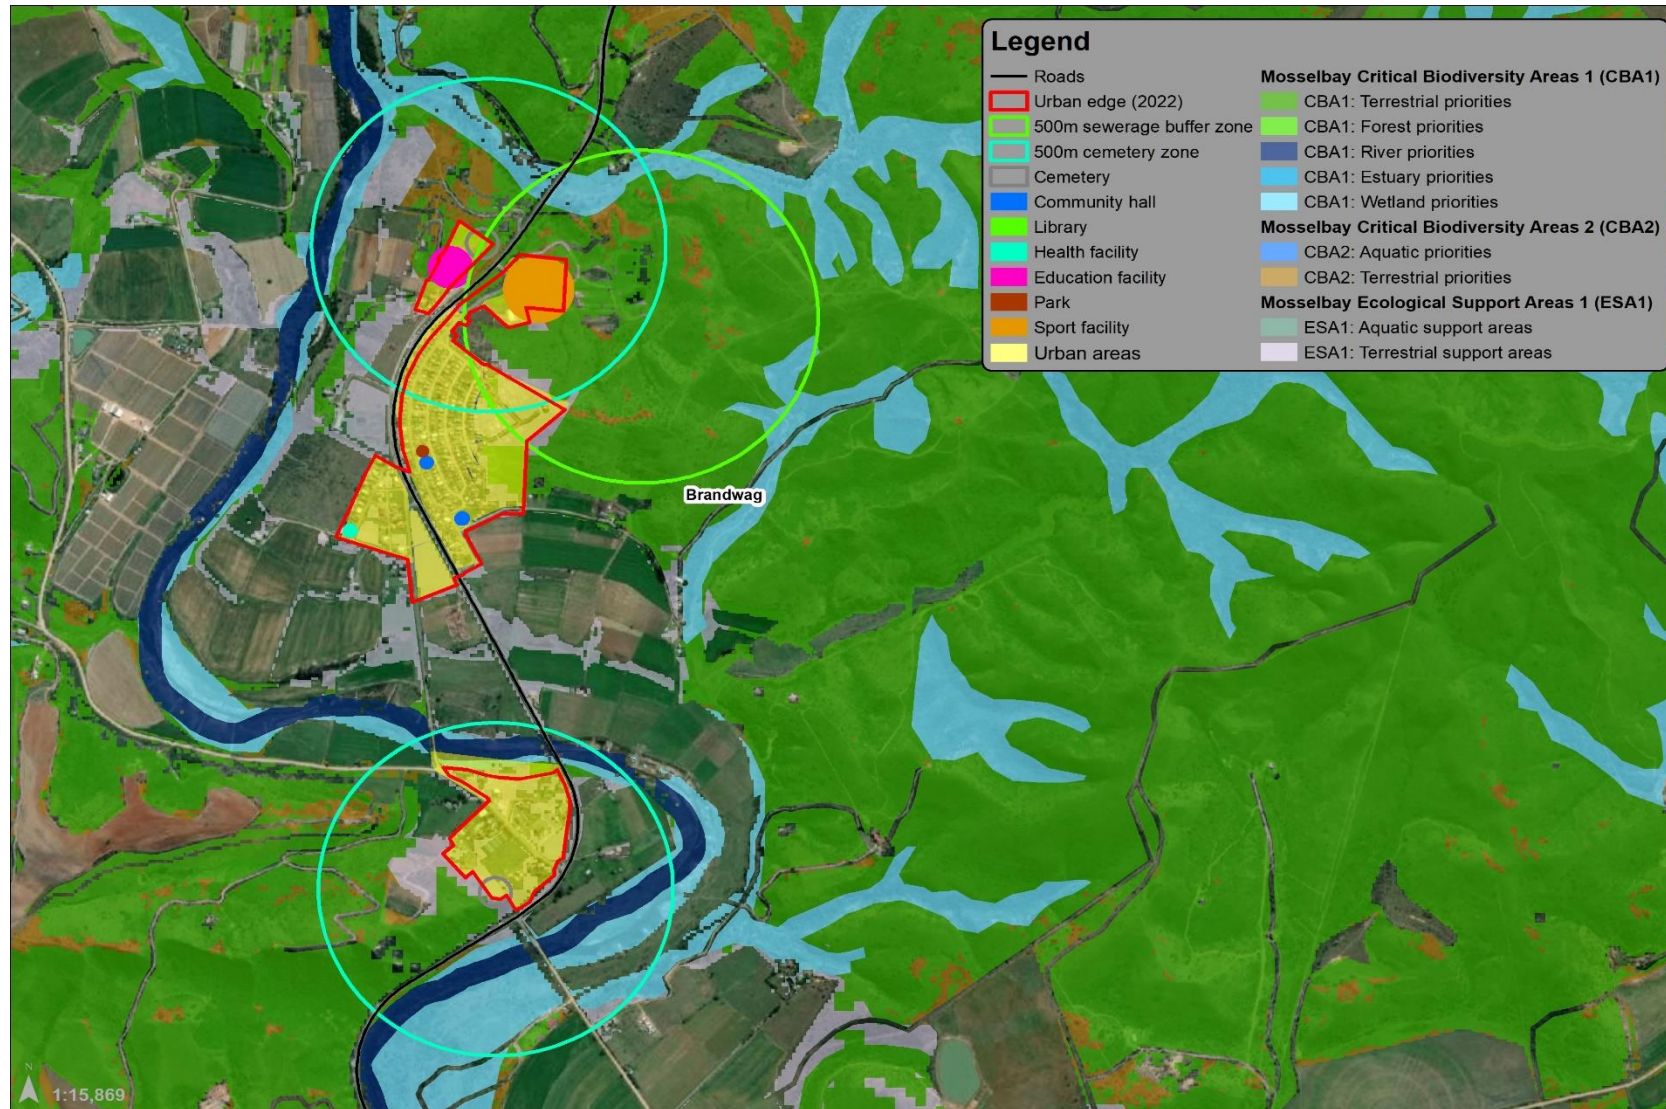 Legend
Roads
Urban edge (2022)
500m sewerage buffer zone
500m cemetery zone
Cemetery
Community hall
Library
Health facility
Education facility
Park
Sport facility
Urban areas
Mosselbay Critical Biodiversity Areas 1 (CBA1)
CBA1: Terrestrial priorities
CBA1: Forest priorities
CBA1: River priorities
CBA1: Estuary priorities
CBA1: Wetland priorities
Mosselbay Critical Biodiversity Areas 2 (CBA2)
CBA2: Aquatic priorities
CBA2: Terrestrial priorities
Mosselbay Ecological Support Areas 1 (ESA1)
ESA1: Aquatic support areas
ESA1: Terrestrial support areas
Brandwag
N
1:15,869